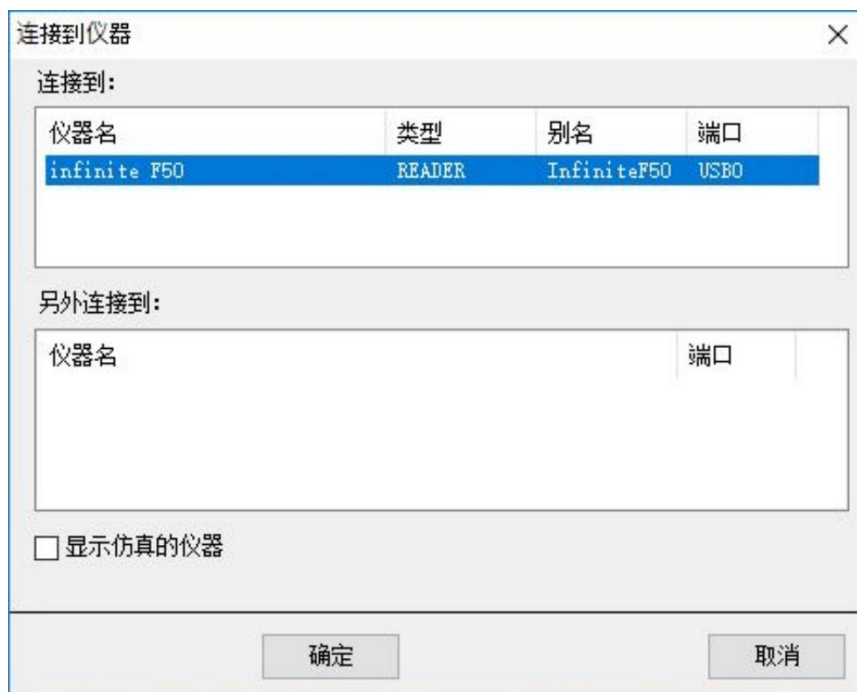 连接到仪器
连接到:
仪器名 类型 别名 端口
infinite F50 READER InfiniteF50 USB0
另外连接到:
仪器名 端口
显示仿真的仪器
确定 取消